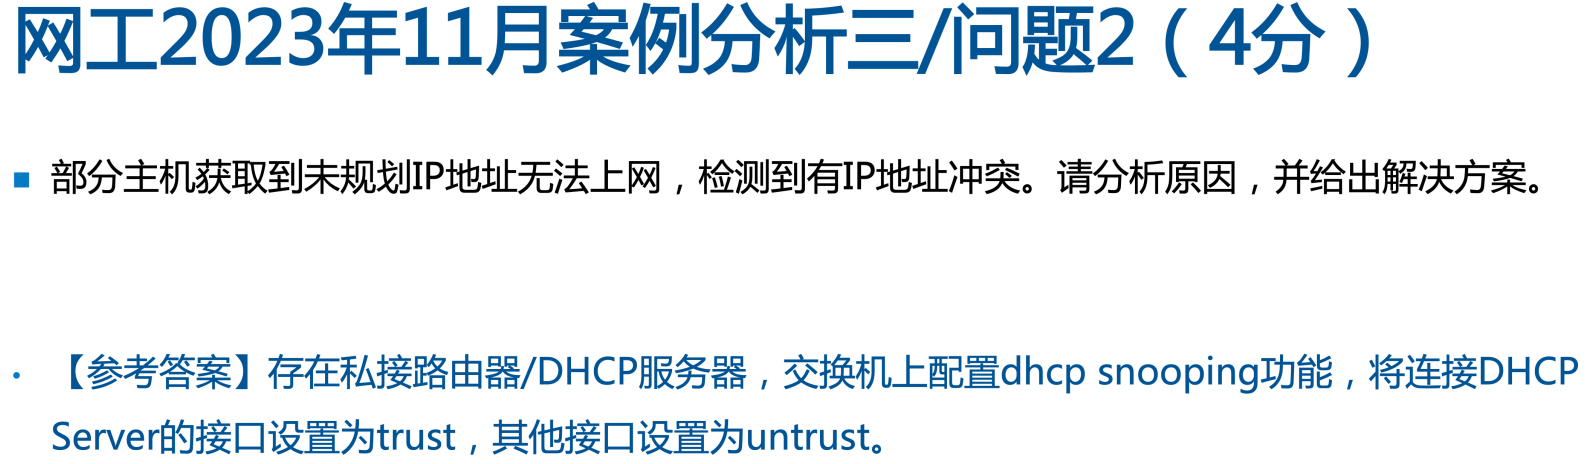 网工2023年11月案例分析三/问题2（4分）
■ 部分主机获取到未规划IP地址无法上网，检测到有IP地址冲突。请分析原因，并给出解决方案。
• 【参考答案】存在私接路由器/DHCP服务器，交换机上配置dhcp snooping功能，将连接DHCP
Server的接口设置为trust，其他接口设置为untrust。